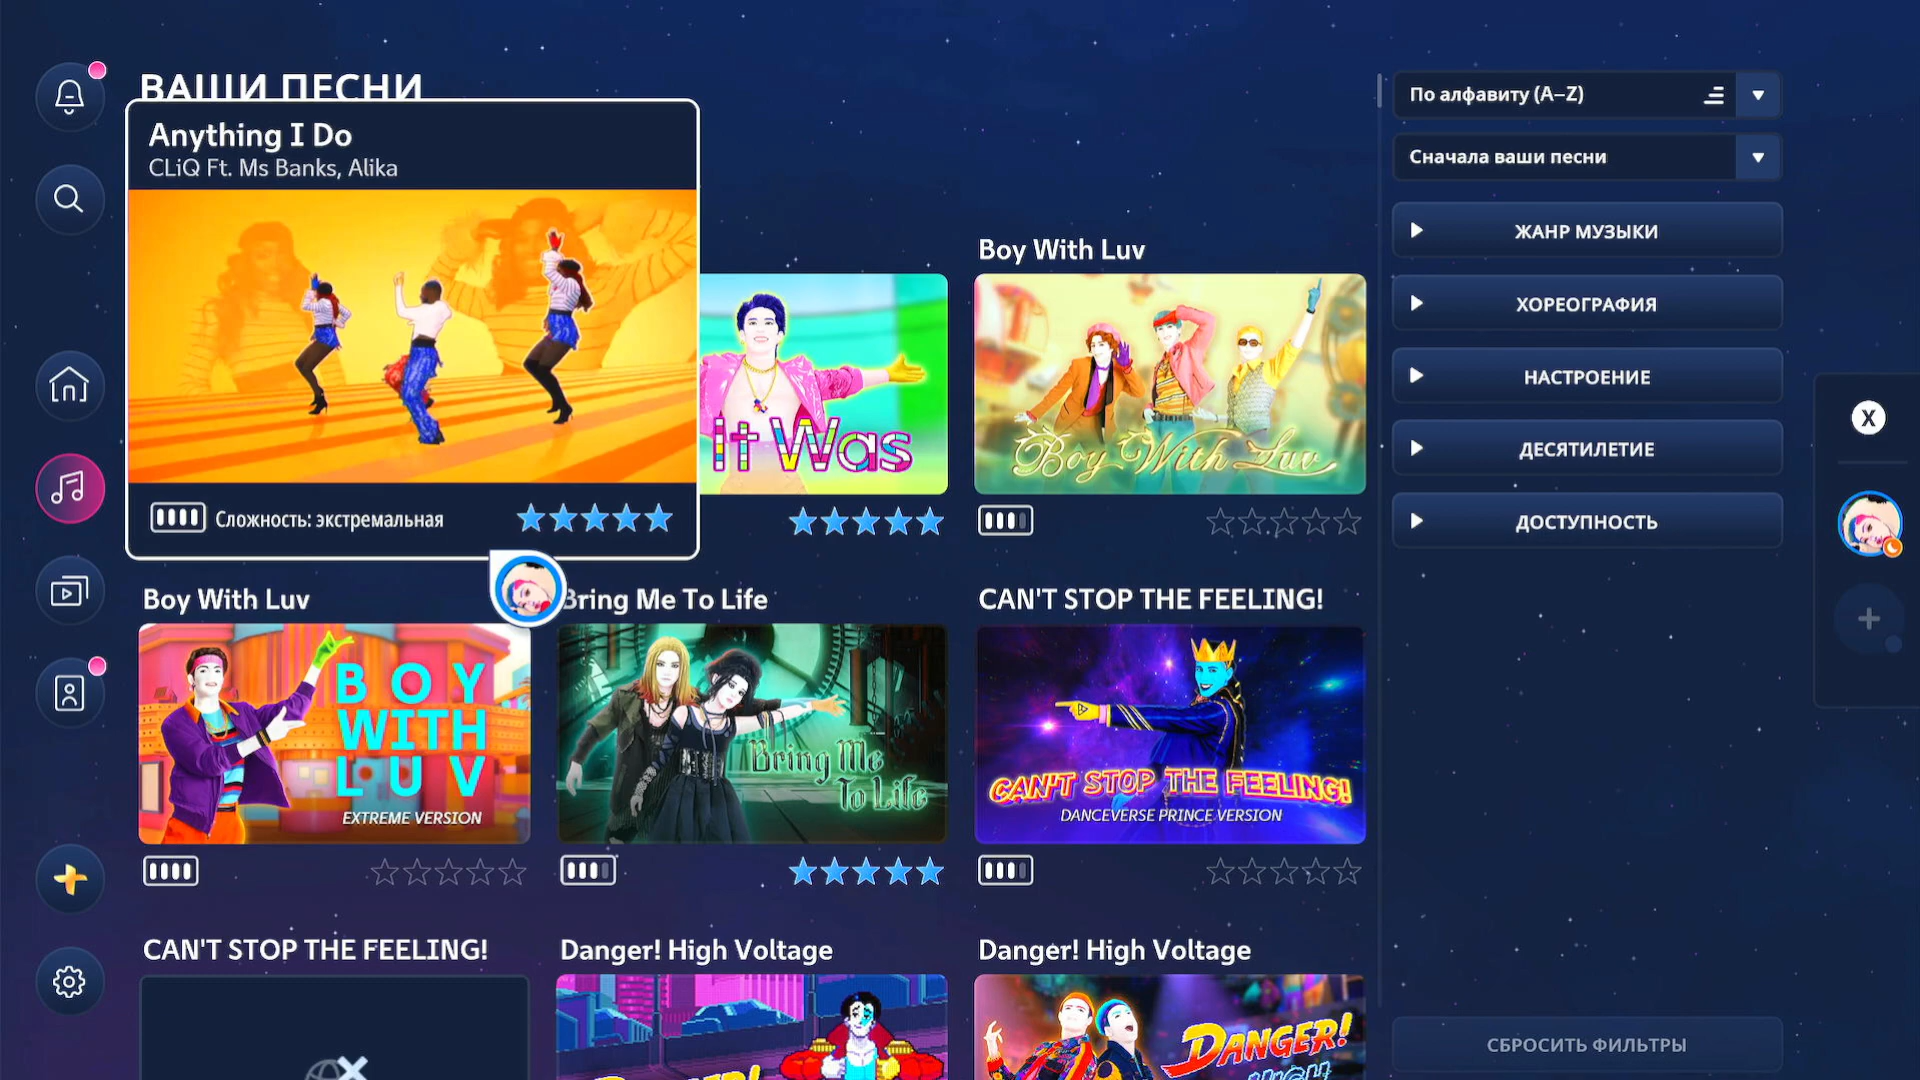 ВАШИ ПЕСНИ
Anything I Do
CLiQ Ft. Ms Banks, Alika
Сложность: экстремальная
It Was
Boy With Luv
Boy With Luv
Boy With Luv
BOY
WITH
LUV
EXTREME VERSION
Bring Me To Life
Bring Me
To Life
CAN'T STOP THE FEELING!
CAN'T STOP THE FEELING!
DANCEVERSE PRINCE VERSION
CAN'T STOP THE FEELING!
Danger! High Voltage
DANGER!
Danger! High Voltage
DANGER!
HIGH
По алфавиту (A–Z)
Сначала ваши песни
ЖАНР МУЗЫКИ
ХОРЕОГРАФИЯ
НАСТРОЕНИЕ
ДЕСЯТИЛЕТИЕ
ДОСТУПНОСТЬ
СБРОСИТЬ ФИЛЬТРЫ
X